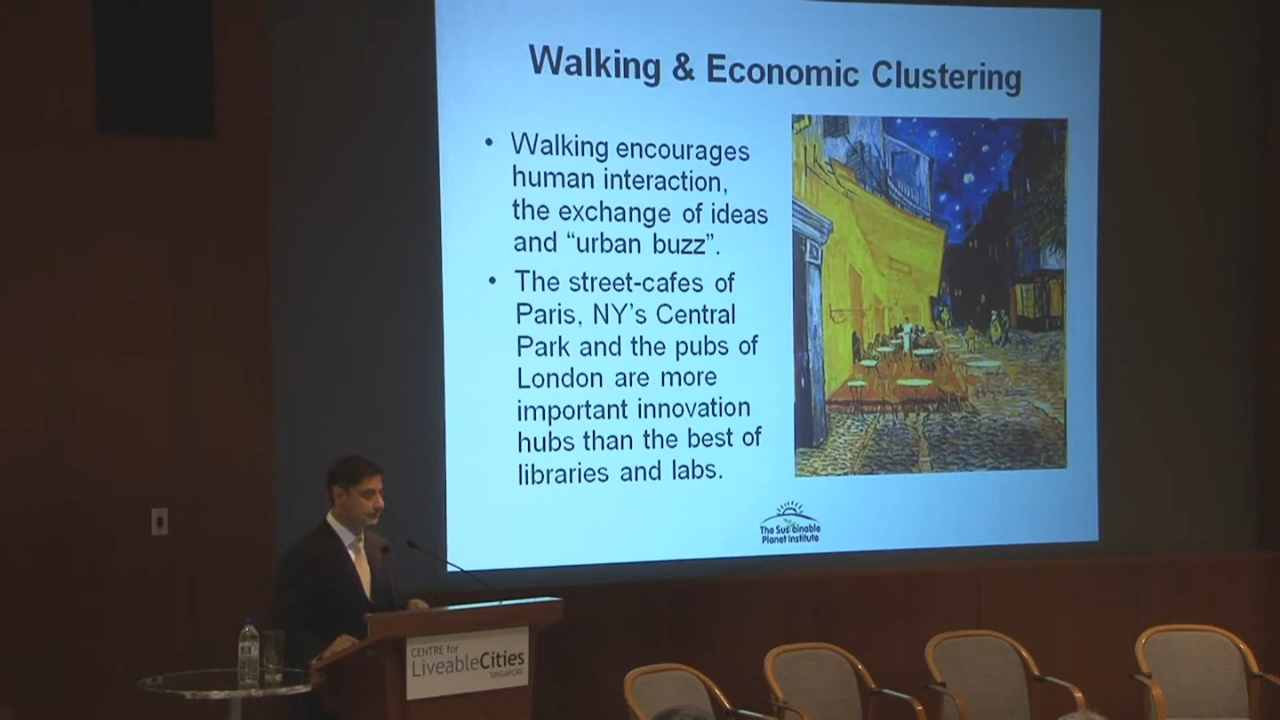 Walking & Economic Clustering
• Walking encourages
human interaction,
the exchange of ideas
and “urban buzz”.
• The street-cafes of
Paris, NY’s Central
Park and the pubs of
London are more
important innovation
hubs than the best of
libraries and labs.
The Sustainable
Planet Institute
CENTRE for
LiveableCities
SINGAPORE